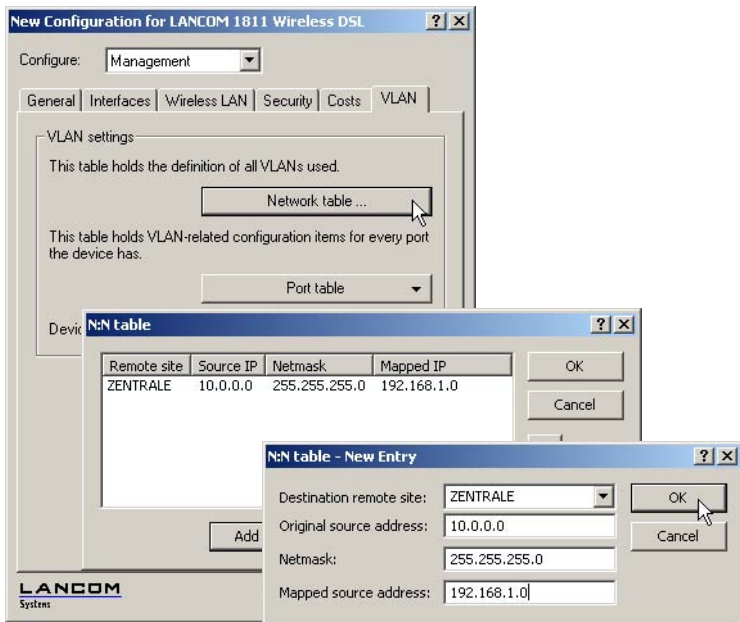 New Configuration for LANCOM 1811 Wireless DSL
Configure: Management
General Interfaces Wireless LAN Security Costs VLAN
VLAN settings
This table holds the definition of all VLANs used.
Network table ...
This table holds VLAN-related configuration items for every port
the device has.
Port table
N:N table
Remote site Source IP Netmask Mapped IP
ZENTRALE 10.0.0.0 255.255.255.0 192.168.1.0
OK
Cancel
Add
N:N table - New Entry
Destination remote site: ZENTRALE
Original source address: 10.0.0.0
Netmask: 255.255.255.0
Mapped source address: 192.168.1.0
OK
Cancel
LANCOM
Systems